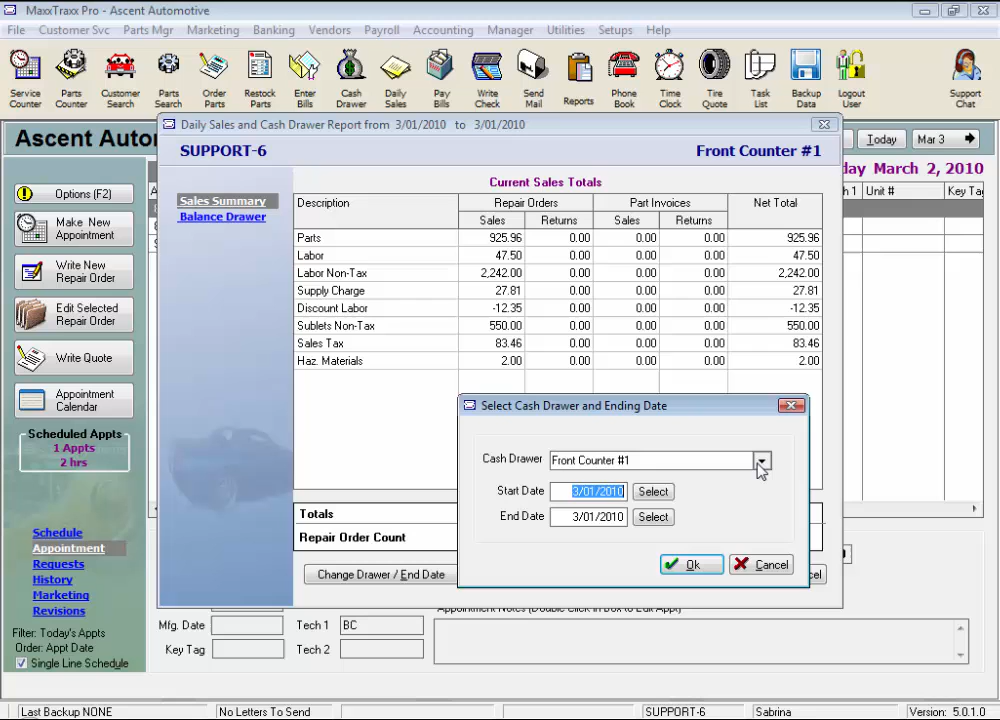 MaxxTraxx Pro - Ascent Automotive
File Customer Svc Parts Mgr Marketing Banking Vendors Payroll Accounting Manager Utilities Setups Help
Service Counter
Parts Counter
Customer Search
Parts Search
Order Parts
Restock Parts
Enter Bills
Cash Drawer
Daily Sales
Pay Bills
Write Check
Send Mail
Reports
Phone Book
Time Clock
Tire Quote
Task List
Backup Data
Logout User
Support Chat
Ascent Auto
Today
Mar 3
day March 2, 2010
h 1 Unit # Key Tag
Options (F2)
Make New
Appointment
Write New
Repair Order
Edit Selected
Repair Order
Write Quote
Appointment
Calendar
Scheduled Appts
1 Appts
2 hrs
Schedule
Appointment
Requests
History
Marketing
Revisions
Filter: Today's Appts
Order: Appt Date
Single Line Schedule
Daily Sales and Cash Drawer Report from 3/01/2010 to 3/01/2010
SUPPORT-6 Front Counter #1
Sales Summary
Balance Drawer
Current Sales Totals
Description Repair Orders Part Invoices Net Total
Sales Returns Sales Returns
Parts 925.96 0.00 0.00 0.00 925.96
Labor 47.50 0.00 0.00 0.00 47.50
Labor Non-Tax 2,242.00 0.00 0.00 0.00 2,242.00
Supply Charge 27.81 0.00 0.00 0.00 27.81
Discount Labor -12.35 0.00 0.00 0.00 -12.35
Sublets Non-Tax 550.00 0.00 0.00 0.00 550.00
Sales Tax 83.46 0.00 0.00 0.00 83.46
Haz. Materials 2.00 0.00 0.00 0.00 2.00
Totals
Repair Order Count
Change Drawer / End Date
cel
Select Cash Drawer and Ending Date
Cash Drawer Front Counter #1
Start Date 3/01/2010 Select
End Date 3/01/2010 Select
Ok Cancel
Appointment Notes (Double Click in Box to Edit Appt)
Mfg. Date Tech 1 BC
Key Tag Tech 2
Last Backup NONE No Letters To Send SUPPORT-6 Sabrina Version: 5.0.1.0